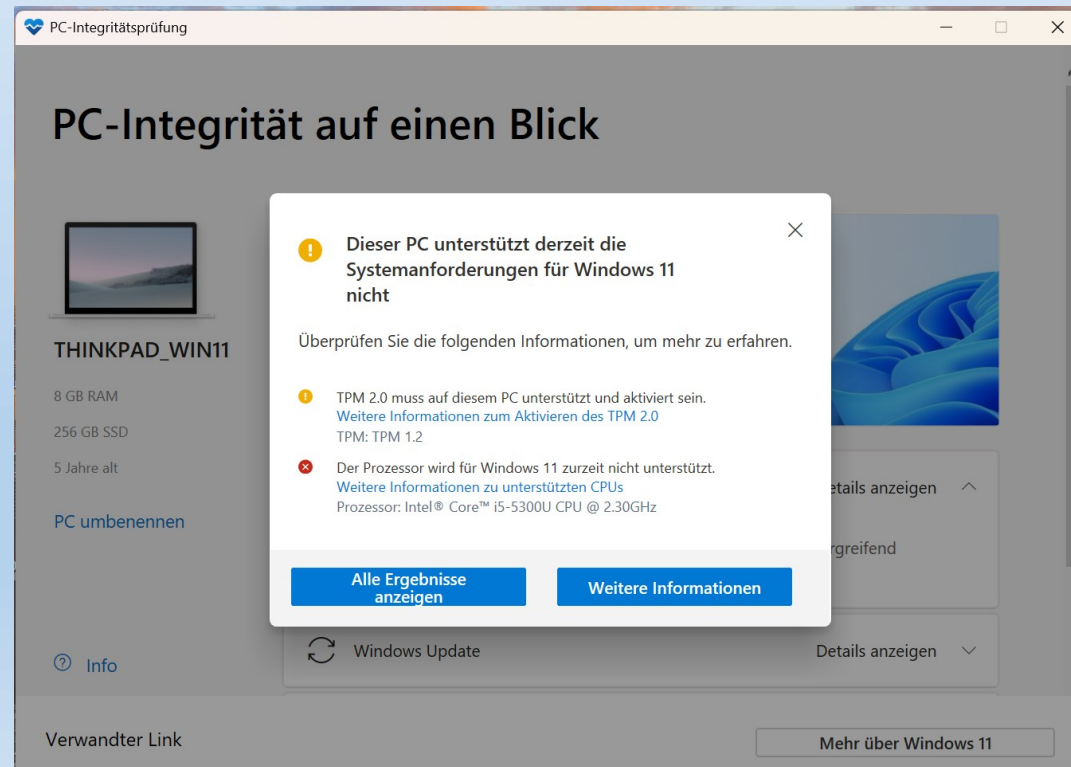 PC-Integritätsprüfung
PC-Integrität auf einen Blick
THINKPAD_WIN11
8 GB RAM
256 GB SSD
5 Jahre alt
PC umbenennen
Info
Dieser PC unterstützt derzeit die
Systemanforderungen für Windows 11
nicht
Überprüfen Sie die folgenden Informationen, um mehr zu erfahren.
TPM 2.0 muss auf diesem PC unterstützt und aktiviert sein.
Weitere Informationen zum Aktivieren des TPM 2.0
TPM: TPM 1.2
Der Prozessor wird für Windows 11 zurzeit nicht unterstützt.
Weitere Informationen zu unterstützten CPUs
Prozessor: Intel® Core™ i5-5300U CPU @ 2.30GHz
Alle Ergebnisse
anzeigen
Weitere Informationen
etails anzeigen
rgreifend
Windows Update
Details anzeigen
Verwandter Link
Mehr über Windows 11